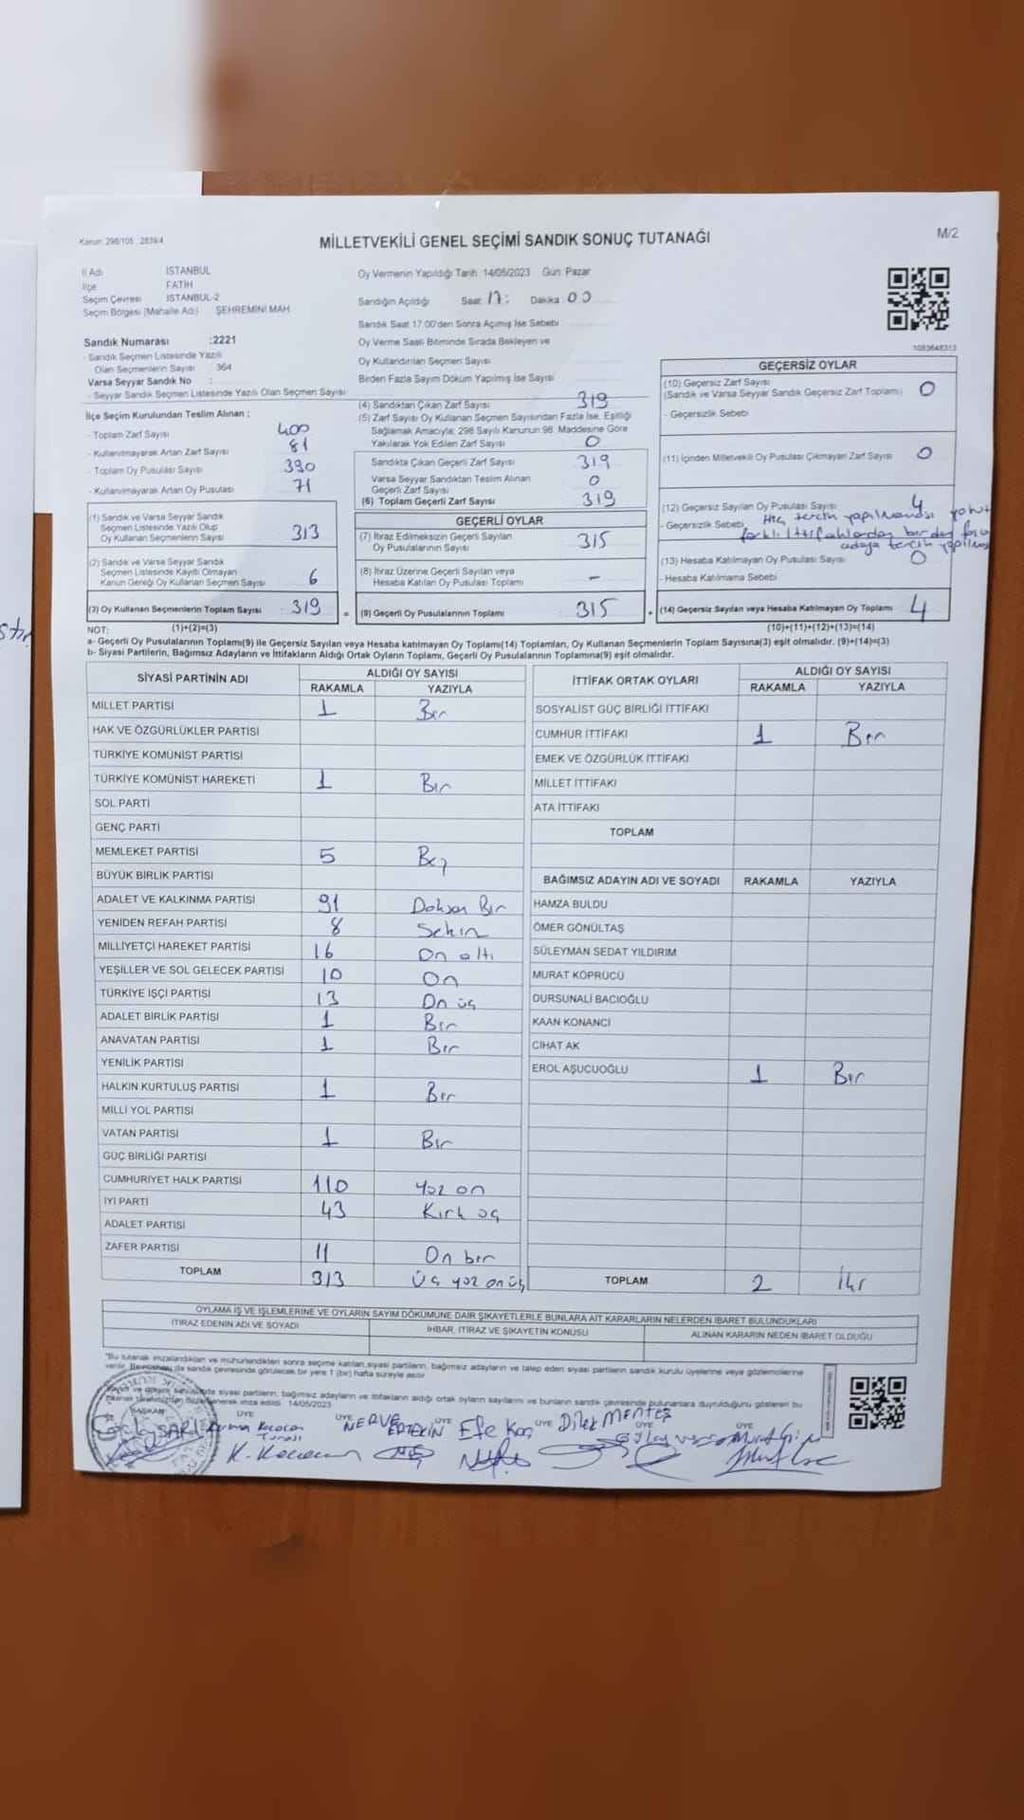 Kanun: 298/105 , 2839/4
MİLLETVEKİLİ GENEL SEÇİMİ SANDIK SONUÇ TUTANAĞI
M/2
İl Adı İSTANBUL
İlçe FATİH
Seçim Çevresi İSTANBUL-2
Seçim Bölgesi (Mahalle Adı) ŞEHREMİNİ MAH
Sandık Numarası :2221
- Sandık Seçmen Listesinde Yazılı
Olan Seçmenlerin Sayısı 364
Varsa Seyyar Sandık No :
- Seyyar Sandık Seçmen Listesinde Yazılı Olan Seçmen Sayısı
Oy Vermenin Yapıldığı Tarih: 14/05/2023 Gün: Pazar
Sandığın Açıldığı Saat 17: Dakika 00
Sandık Saat 17.00'den Sonra Açılmış İse Sebebi
Oy Verme Saati Bitiminde Sırada Bekleyen ve
Oy Kullandırılan Seçmen Sayısı
Birden Fazla Sayım Döküm Yapılmış İse Sayısı
1083648313
İlçe Seçim Kurulundan Teslim Alınan :
- Toplam Zarf Sayısı 400
- Kullanılmayarak Artan Zarf Sayısı 81
- Toplam Oy Pusulası Sayısı 390
- Kullanılmayarak Artan Oy Pusulası 71
(1) Sandık ve Varsa Seyyar Sandık
Seçmen Listesinde Yazılı Olup
Oy Kullanan Seçmenlerin Sayısı 313
(2) Sandık ve Varsa Seyyar Sandık
Seçmen Listesinde Kayıtlı Olmayan
Kanun Gereği Oy Kullanan Seçmen Sayısı 6
(3) Oy Kullanan Seçmenlerin Toplam Sayısı 319
(1)+(2)=(3)
(4) Sandıktan Çıkan Zarf Sayısı 319
(5) Zarf Sayısı Oy Kullanan Seçmen Sayısından Fazla İse, Eşitliği
Sağlamak Amacıyla; 298 Sayılı Kanunun 98. Maddesine Göre
Yakılarak Yok Edilen Zarf Sayısı 0
Sandıkta Çıkan Geçerli Zarf Sayısı 319
Varsa Seyyar Sandıktan Teslim Alınan
Geçerli Zarf Sayısı 0
(6) Toplam Geçerli Zarf Sayısı 319
GEÇERLİ OYLAR
(7) İtiraz Edilmeksizin Geçerli Sayılan
Oy Pusulalarının Sayısı 315
(8) İtiraz Üzerine Geçerli Sayılan veya
Hesaba Katılan Oy Pusulası Toplamı -
= (9) Geçerli Oy Pusulalarının Toplamı 315
GEÇERSİZ OYLAR
(10) Geçersiz Zarf Sayısı
(Sandık ve Varsa Seyyar Sandık Geçersiz Zarf Toplamı) 0
- Geçersizlik Sebebi
(11) İçinden Milletvekili Oy Pusulası Çıkmayan Zarf Sayısı 0
(12) Geçersiz Sayılan Oy Pusulası Sayısı 4
- Geçersizlik Sebebi Hiç tercih yapılmaması yahut
farklı ittifaklardan birden fazla
adaya tercih yapılması
(13) Hesaba Katılmayan Oy Pusulası Sayısı 0
- Hesaba Katılmama Sebebi
+ (14) Geçersiz Sayılan veya Hesaba Katılmayan Oy Toplamı 4
(10)+(11)+(12)+(13)=(14)
NOT:
a- Geçerli Oy Pusulalarının Toplamı(9) ile Geçersiz Sayılan veya Hesaba katılmayan Oy Toplamı(14) Toplamları, Oy Kullanan Seçmenlerin Toplam Sayısına(3) eşit olmalıdır. (9)+(14)=(3)
b- Siyasi Partilerin, Bağımsız Adayların ve İttifakların Aldığı Ortak Oyların Toplamı, Geçerli Oy Pusulalarının Toplamına(9) eşit olmalıdır.
SİYASİ PARTİNİN ADI ALDIĞI OY SAYISI
RAKAMLA YAZIYLA
MİLLET PARTİSİ 1 Bir
HAK VE ÖZGÜRLÜKLER PARTİSİ
TÜRKİYE KOMÜNİST PARTİSİ
TÜRKİYE KOMÜNİST HAREKETİ 1 Bir
SOL PARTİ
GENÇ PARTİ
MEMLEKET PARTİSİ 5 Beş
BÜYÜK BİRLİK PARTİSİ
ADALET VE KALKINMA PARTİSİ 91 Doksan Bir
YENİDEN REFAH PARTİSİ 8 Sekiz
MİLLİYETÇİ HAREKET PARTİSİ 16 On altı
YEŞİLLER VE SOL GELECEK PARTİSİ 10 On
TÜRKİYE İŞÇİ PARTİSİ 13 On üç
ADALET BİRLİK PARTİSİ 1 Bir
ANAVATAN PARTİSİ 1 Bir
YENİLİK PARTİSİ
HALKIN KURTULUŞ PARTİSİ 1 Bir
MİLLİ YOL PARTİSİ
VATAN PARTİSİ 1 Bir
GÜÇ BİRLİĞİ PARTİSİ
CUMHURİYET HALK PARTİSİ 110 Yüz on
İYİ PARTİ 43 Kırk üç
ADALET PARTİSİ
ZAFER PARTİSİ 11 On bir
TOPLAM 313 Üç yüz on üç
İTTİFAK ORTAK OYLARI ALDIĞI OY SAYISI
RAKAMLA YAZIYLA
SOSYALİST GÜÇ BİRLİĞİ İTTİFAKI
CUMHUR İTTİFAKI 1 Bir
EMEK VE ÖZGÜRLÜK İTTİFAKI
MİLLET İTTİFAKI
ATA İTTİFAKI
TOPLAM
BAĞIMSIZ ADAYIN ADI VE SOYADI RAKAMLA YAZIYLA
HAMZA BULDU
ÖMER GÖNÜLTAŞ
SÜLEYMAN SEDAT YILDIRIM
MURAT KÖPRÜCÜ
DURSUNALİ BACIOĞLU
KAAN KONANCI
CİHAT AK
EROL AŞUCUOĞLU 1 Bir
TOPLAM 2 İki
OYLAMA İŞ VE İŞLEMLERİNE VE OYLARIN SAYIM DÖKÜMÜNE DAİR ŞİKAYETLERLE BUNLARA AİT KARARLARIN NELERDEN İBARET BULUNDUKLARI
İTİRAZ EDENİN ADI VE SOYADI İHBAR, İTİRAZ VE ŞİKAYETİN KONUSU ALINAN KARARIN NEDEN İBARET OLDUĞU
*Bu tutanak imzalandıktan ve mühürlendikten sonra seçime katılan siyasi partilerin, bağımsız adayların ve talep eden siyasi partilerin sandık kurulu üyelerine veya gözlemcilerine
sandık çevresinde görülecek bir yere 1 (bir) hafta süreyle asılır
siyasi partilerin, bağımsız adayların ve ittifakların aldığı ortak oyların sayılarını ve bunların sandık çevresinde bulunanlara duyrulduğunu gösteren bu
imza edildi. 14/05/2023
BAŞKAN ÜYE ÜYE ÜYE ÜYE ÜYE ÜYE
SARI MERVE ERTEKİN Efe Koç Dilek MENTEŞ